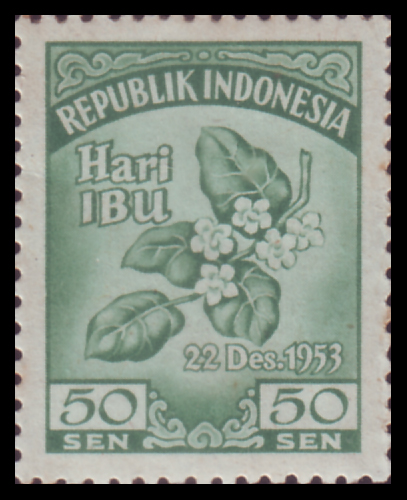 REPUBLIK INDONESIA
Hari
IBU
22 Des. 1953
50 50
SEN SEN